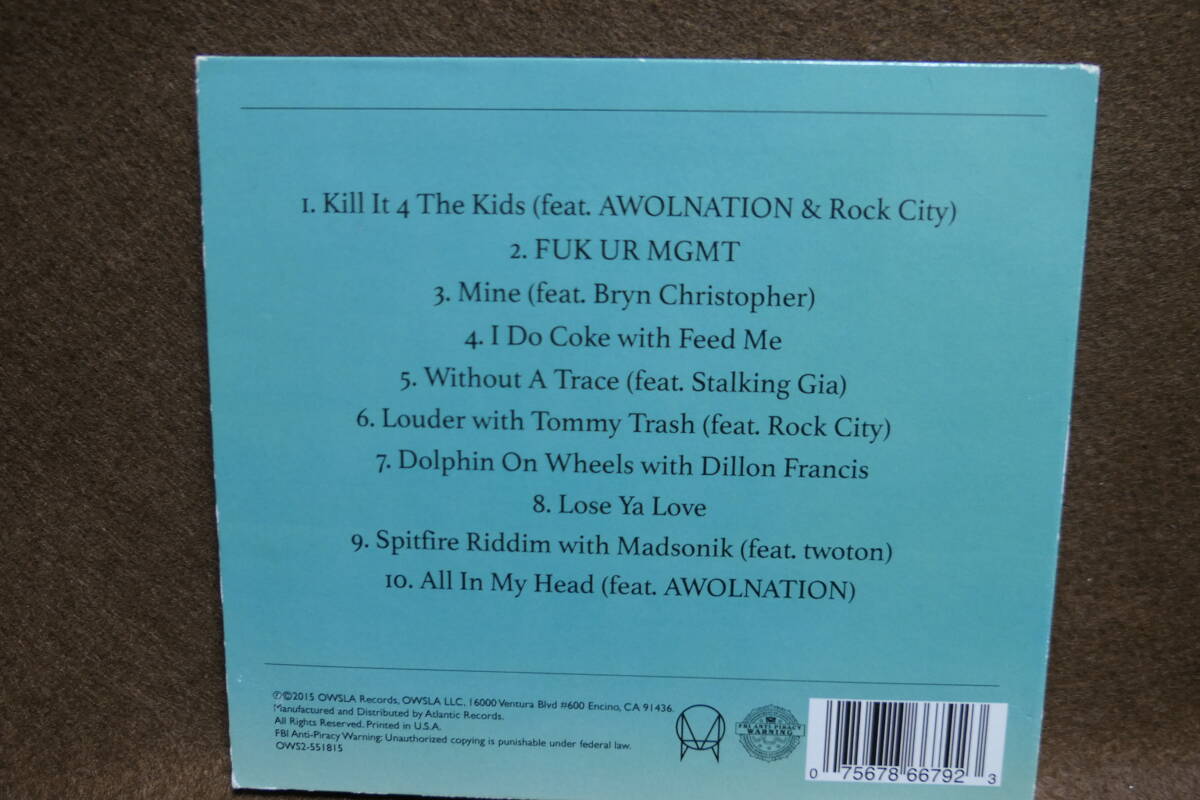 1. Kill It 4 The Kids (feat. AWOLNATION & Rock City)
2. FUK UR MGMT
3. Mine (feat. Bryn Christopher)
4. I Do Coke with Feed Me
5. Without A Trace (feat. Stalking Gia)
6. Louder with Tommy Trash (feat. Rock City)
7. Dolphin On Wheels with Dillon Francis
8. Lose Ya Love
9. Spitfire Riddim with Madsonik (feat. twoton)
10. All In My Head (feat. AWOLNATION)
℗©2015 OWSLA Records, OWSLA LLC, 16000 Ventura Blvd #600 Encino, CA 91436.
Manufactured and Distributed by Atlantic Records.
All Rights Reserved. Printed in U.S.A.
FBI Anti-Piracy Warning: Unauthorized copying is punishable under federal law.
OWS2-551815
FBI ANTI-PIRACY
WARNING
0 75678 66792 3